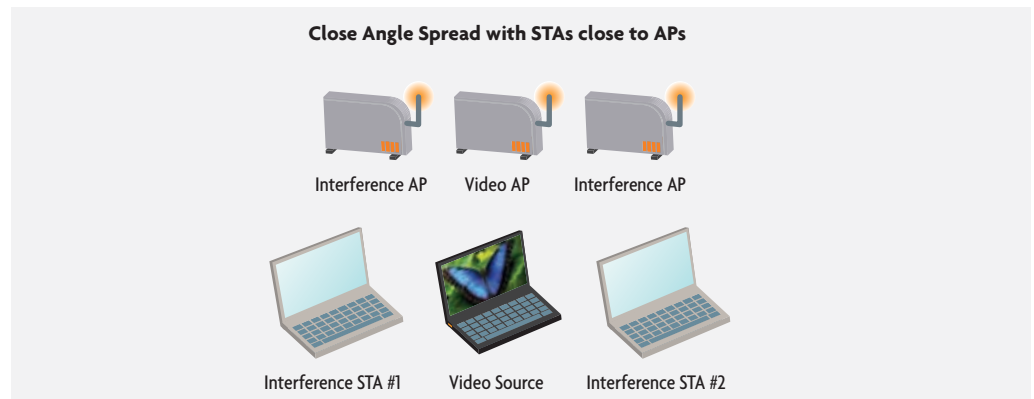 Close Angle Spread with STAs close to APs
Interference AP Video AP Interference AP
Interference STA #1 Video Source Interference STA #2